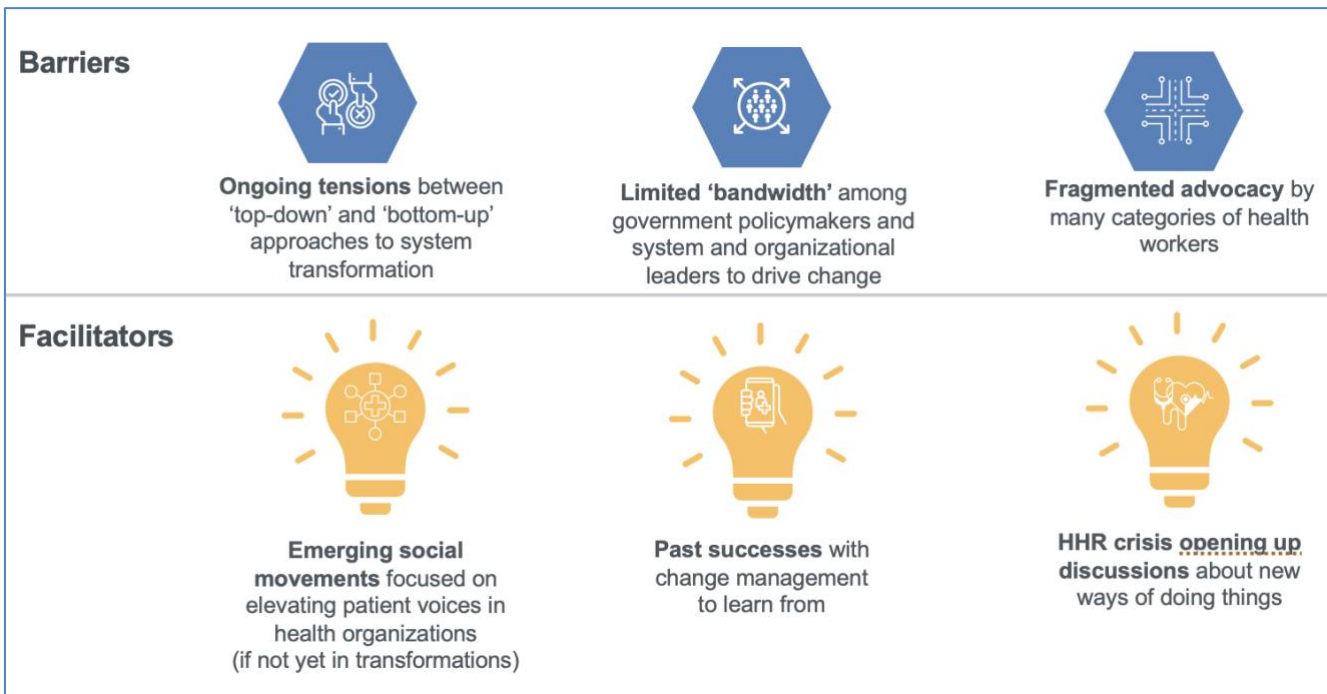 Barriers
Ongoing tensions between
‘top-down’ and ‘bottom-up’
approaches to system
transformation
Limited ‘bandwidth’ among
government policymakers and
system and organizational
leaders to drive change
Fragmented advocacy by
many categories of health
workers
Facilitators
Emerging social
movements focused on
elevating patient voices in
health organizations
(if not yet in transformations)
Past successes with
change management
to learn from
HHR crisis opening up
discussions about new
ways of doing things